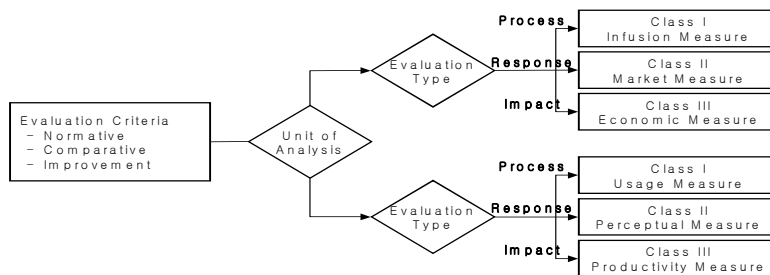 Process
Class I
Infusion Measure
Evaluation
Type
Response
Class II
Market Measure
Impact
Class III
Economic Measure
Evaluation Criteria
- Normative
- Comparative
- Improvement
Unit of
Analysis
Process
Class I
Usage Measure
Evaluation
Type
Response
Class II
Perceptual Measure
Impact
Class III
Productivity Measure